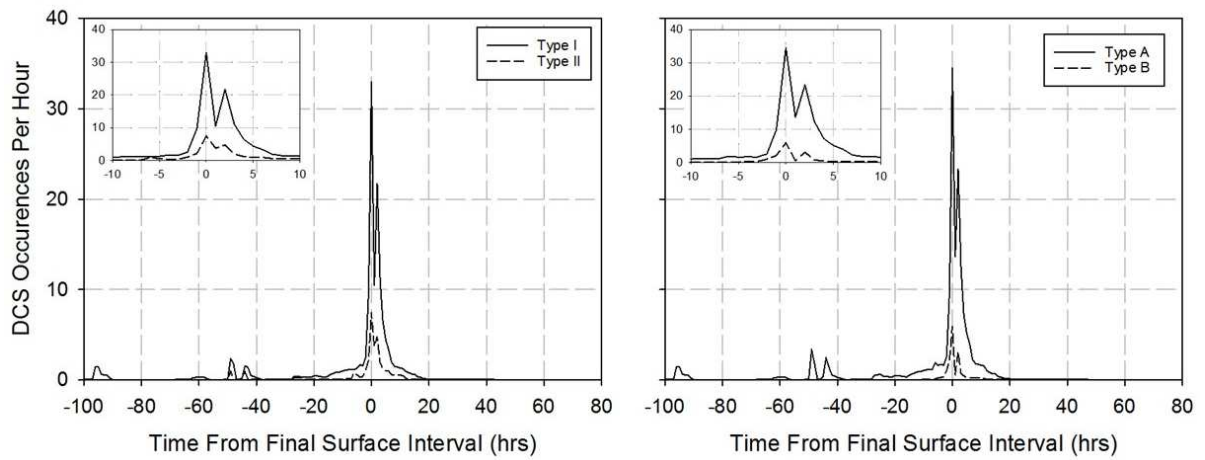 DCS Occurences Per Hour
40
30
20
10
0
40
30
20
10
0
-10 -5 0 5 10
Type I
Type II
-100 -80 -60 -40 -20 0 20 40 60 80
Time From Final Surface Interval (hrs)
40
30
20
10
0
-10 -5 0 5 10
Type A
Type B
-100 -80 -60 -40 -20 0 20 40 60 80
Time From Final Surface Interval (hrs)